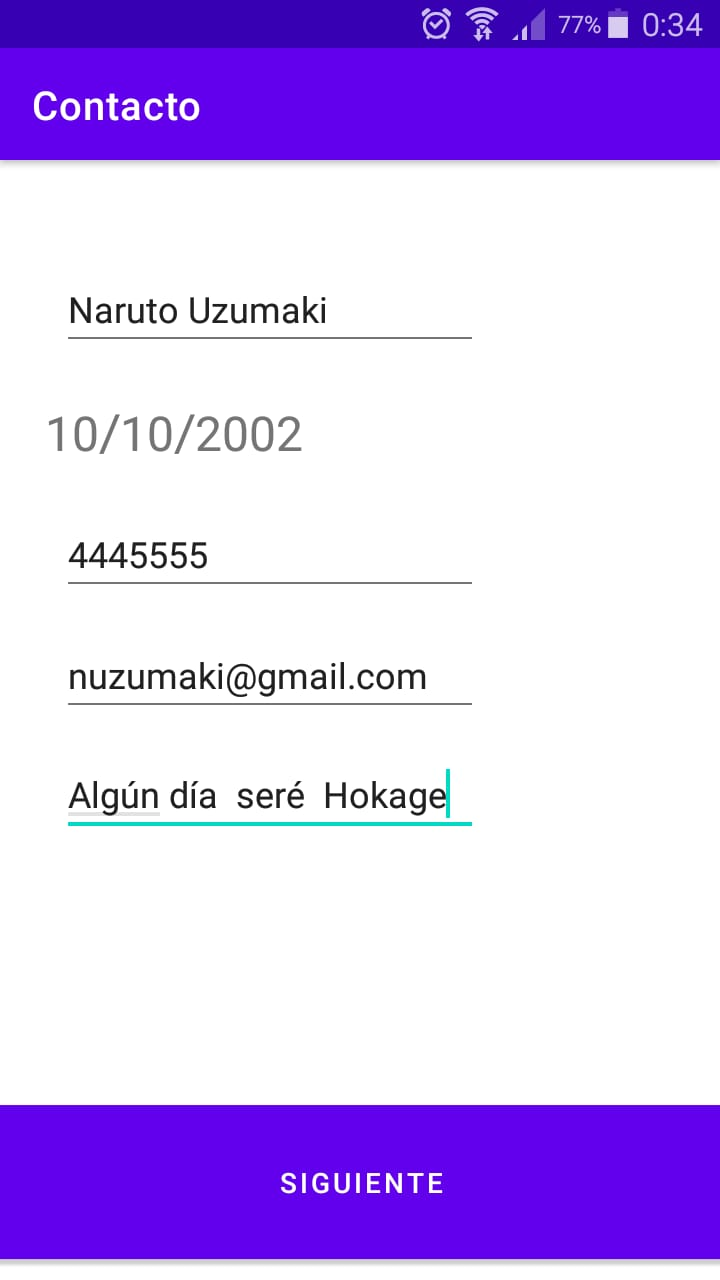 77% 0:34
Contacto
Naruto Uzumaki
10/10/2002
4445555
nuzumaki@gmail.com
Algún día  seré  Hokage
SIGUIENTE